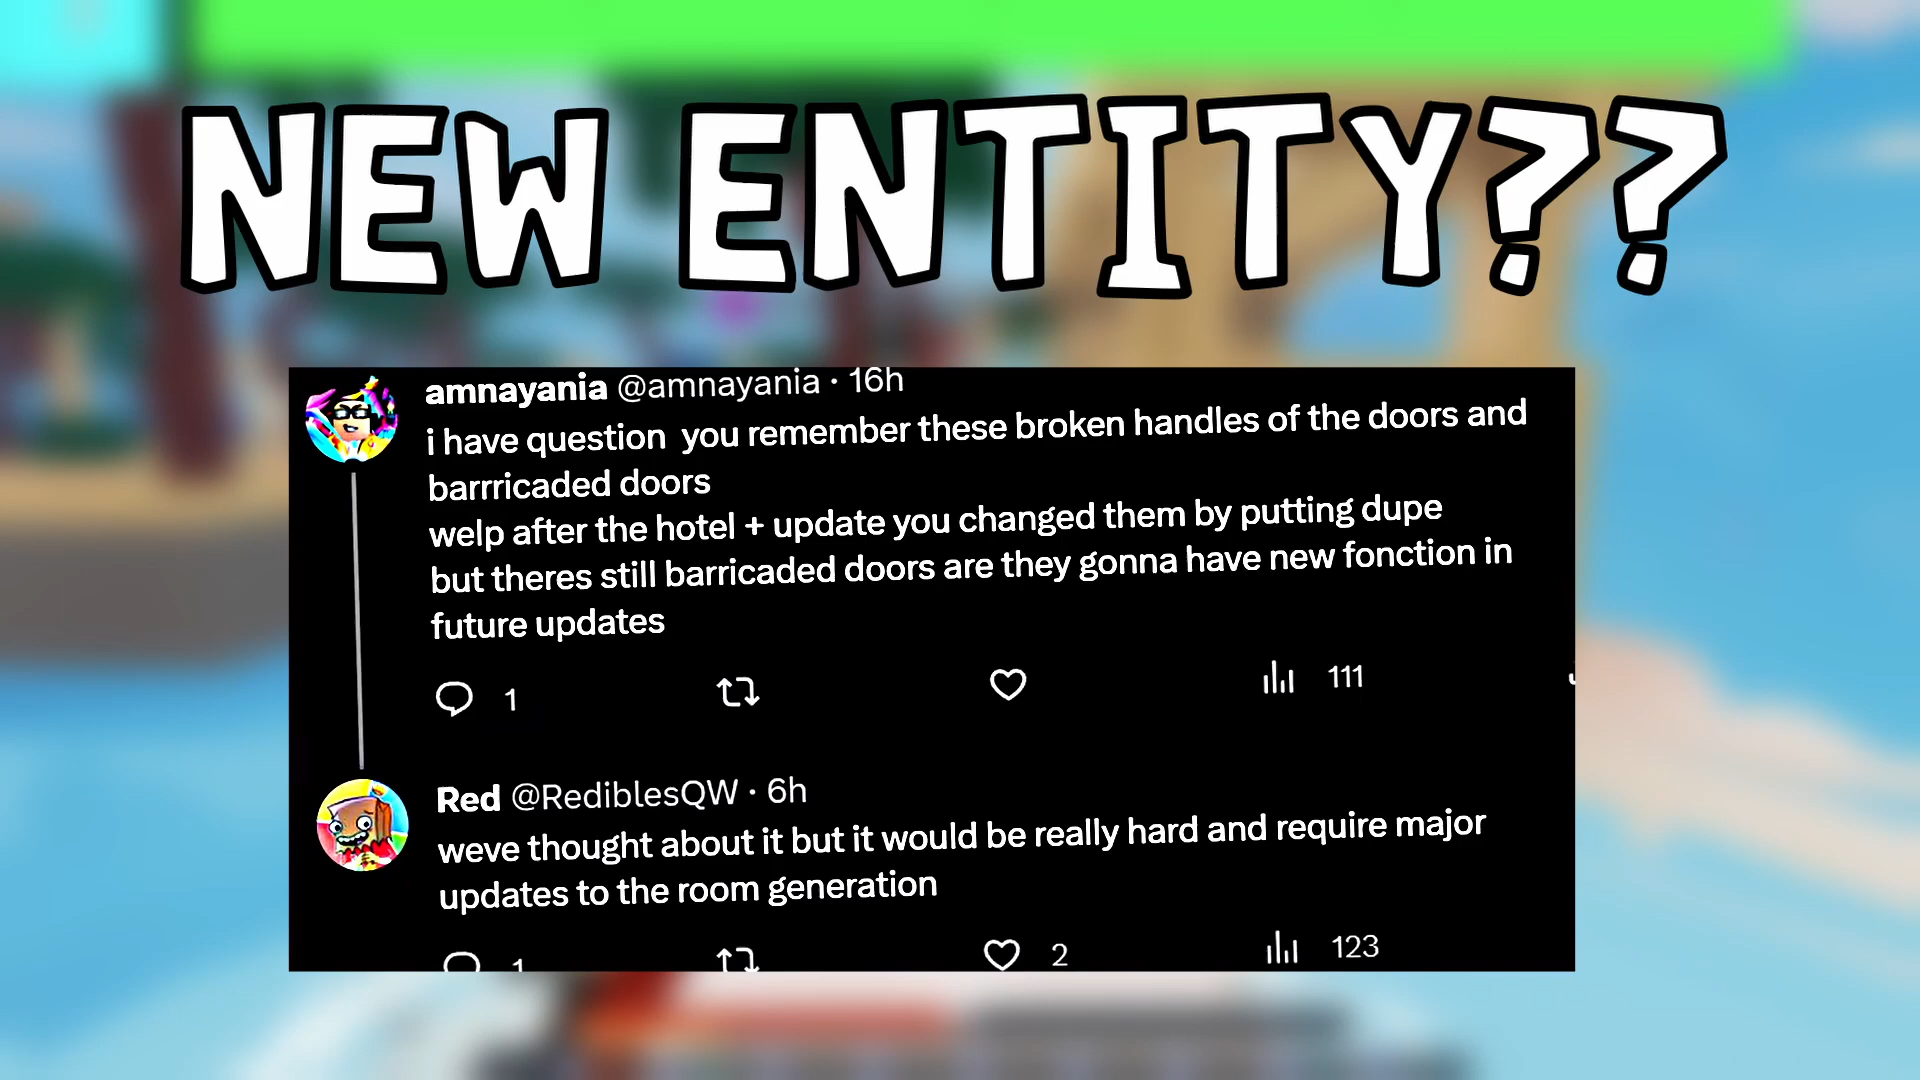 NEW ENTITY??
amnayania @amnayania · 16h
i have question  you remember these broken handles of the doors and
barrricaded doors
welp after the hotel + update you changed them by putting dupe
but theres still barricaded doors are they gonna have new fonction in
future updates
1 111
Red @RediblesQW · 6h
weve thought about it but it would be really hard and require major
updates to the room generation
1 2 123